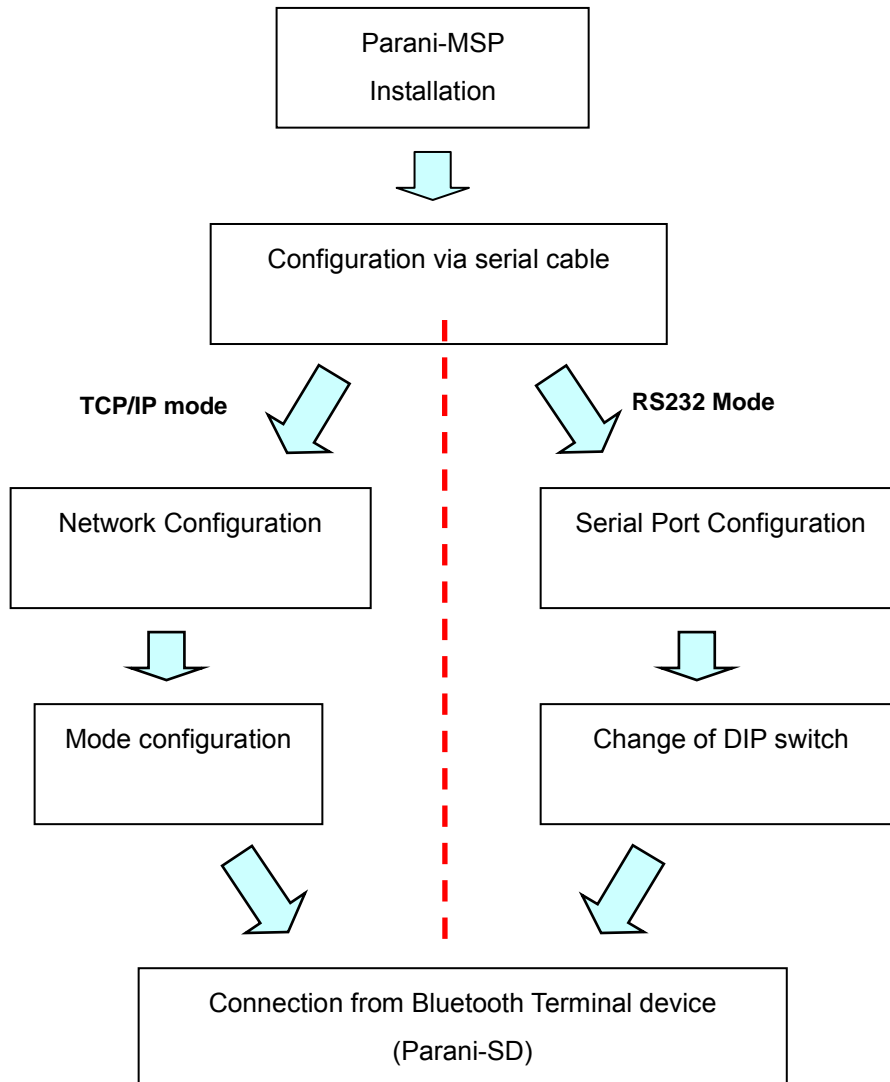 Parani-MSP
Installation
Configuration via serial cable
TCP/IP mode
RS232 Mode
Network Configuration
Serial Port Configuration
Mode configuration
Change of DIP switch
Connection from Bluetooth Terminal device
(Parani-SD)